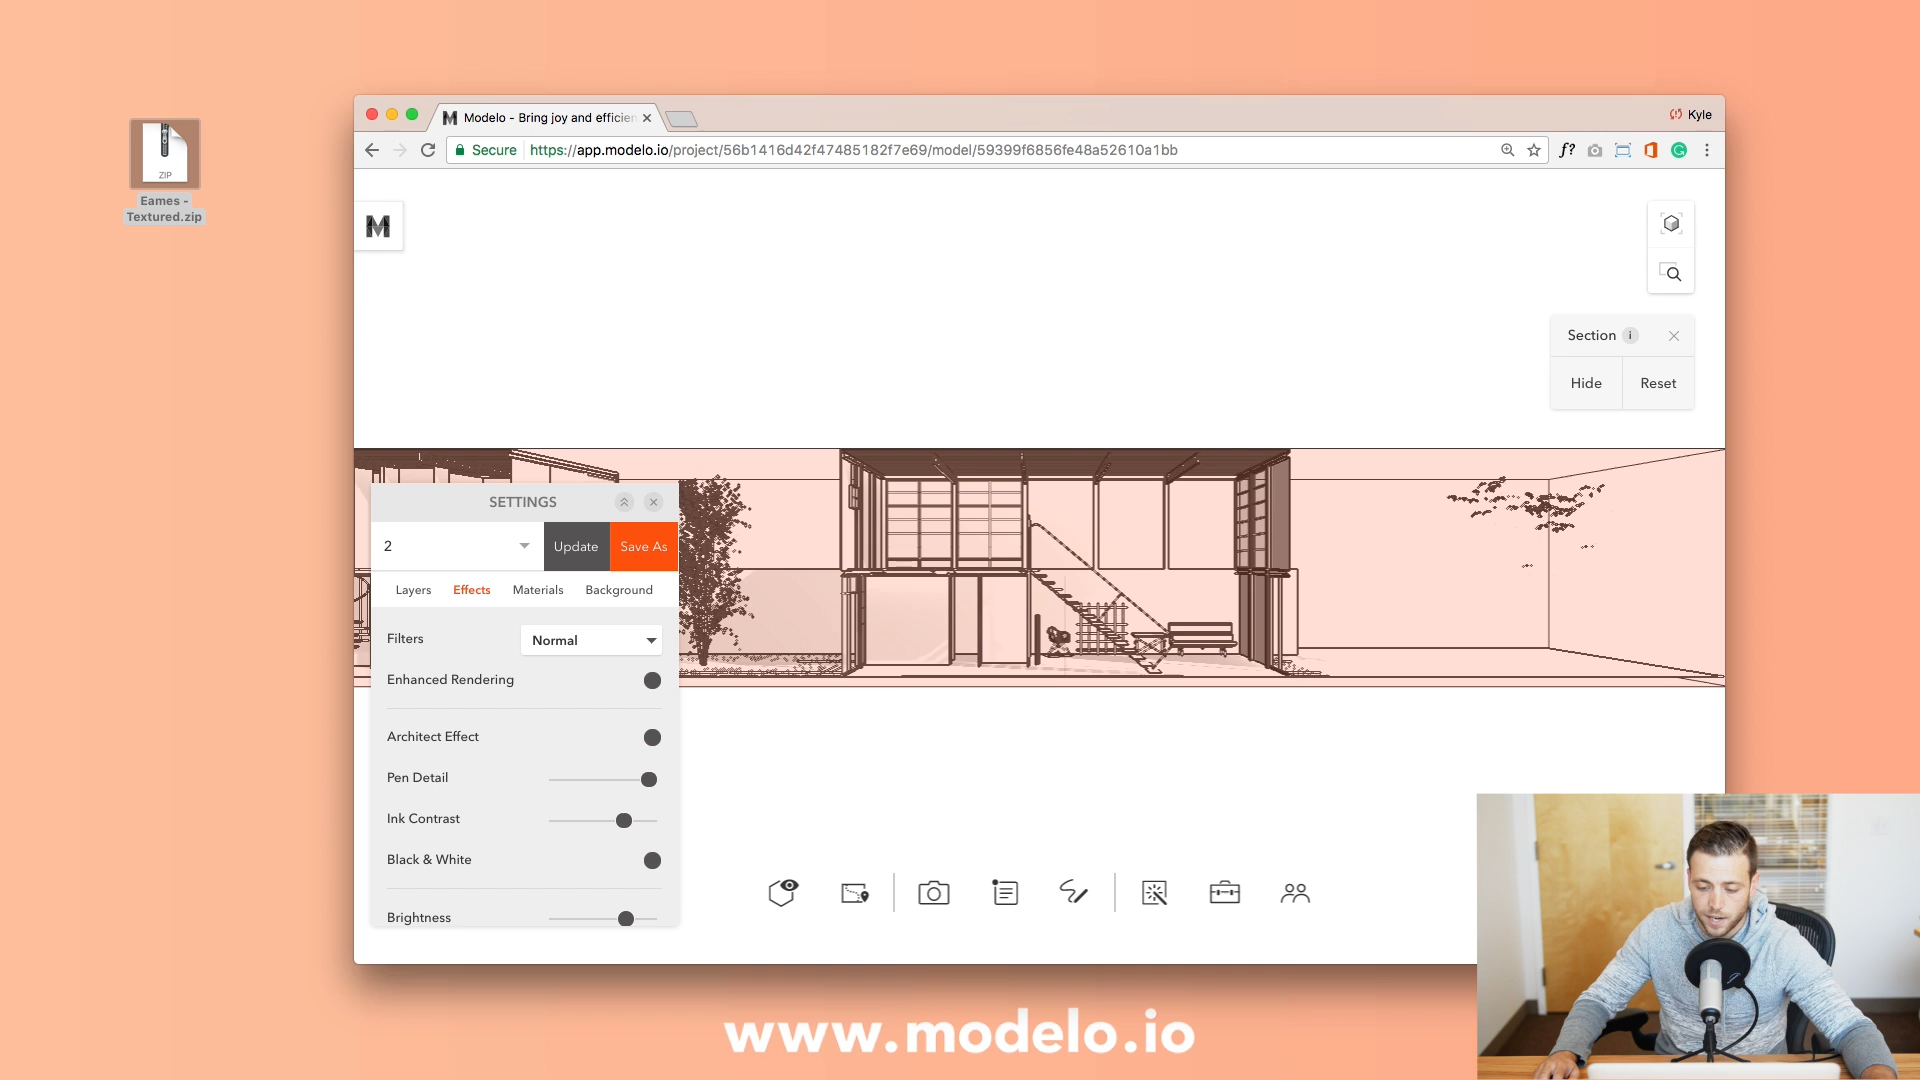 Modelo - Bring joy and efficien
Kyle
Secure
https://app.modelo.io/project/56b1416d42f47485182f7e69/model/59399f6856fe48a52610a1bb
f?
ZIP
Eames -
Textured.zip
M
Section i
Hide Reset
SETTINGS
2 Update Save As
Layers Effects Materials Background
Filters Normal
Enhanced Rendering
Architect Effect
Pen Detail
Ink Contrast
Black & White
Brightness
www.modelo.io